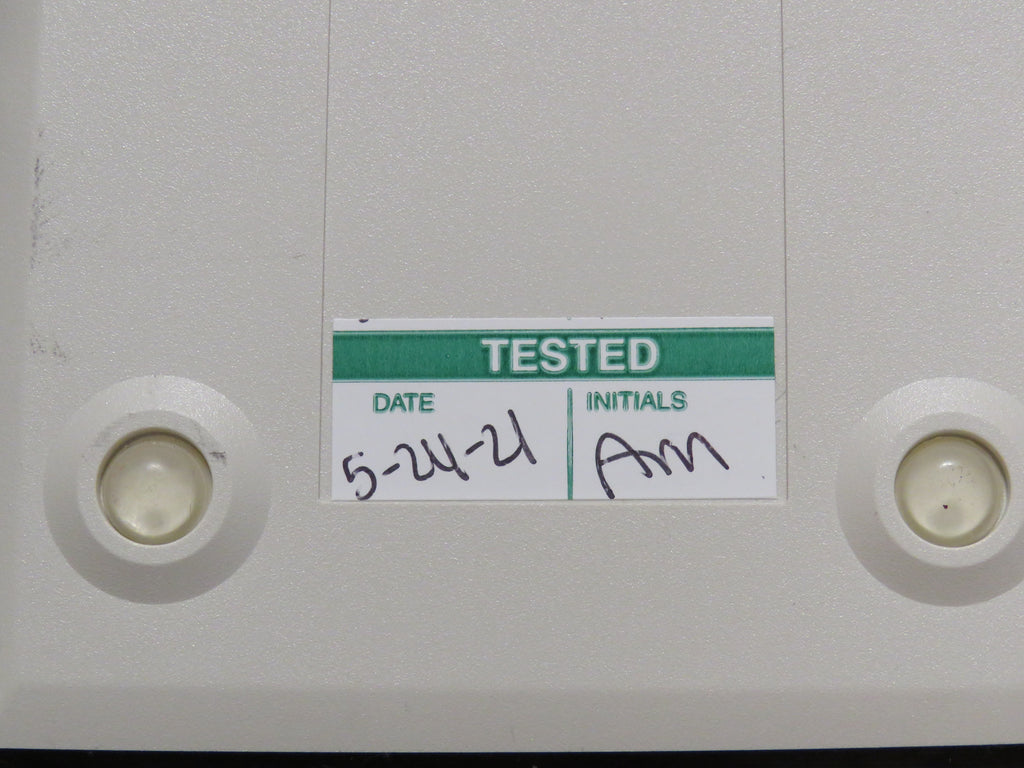 TESTED
DATE INITIALS
5-24-21 Am